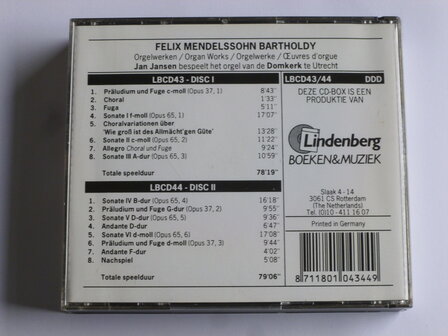 FELIX MENDELSSOHN BARTHOLDY
Orgelwerken / Organ Works / Orgelwerke / Œuvres d'orgue
Jan Jansen bespeelt het orgel van de Domkerk te Utrecht
LBCD43 - DISC I
1. Präludium und Fuge c-moll (Opus 37, 1) 8'43"
2. Choral 1'33"
3. Fuga 5'11"
4. Sonate I f-moll (Opus 65, 1) 17'07"
5. Choralvariationen über
'Wie groß ist des Allmächt'gen Güte' 13'28"
6. Sonate II c-moll (Opus 65, 2) 11'22"
7. Allegro Choral und Fuge 9'24"
8. Sonate III A-dur (Opus 65, 3) 10'59"
Totale speelduur 78'19"
LBCD44 - DISC II
1. Sonate IV B-dur (Opus 65, 4) 16'18"
2. Präludium und Fuge G-dur (Opus 37, 2) 9'55"
3. Sonate V D-dur (Opus 65, 5) 9'36"
4. Andante D-dur 6'47"
5. Sonate VI d-moll (Opus 65, 6) 17'08"
6. Präludium und Fuge d-moll (Opus 37, 3) 9'44"
7. Andante F-dur 4'02"
8. Nachspiel 5'08"
Totale speelduur 79'06"
LBCD43/44 DDD
DEZE CD-BOX IS EEN
PRODUKTIE VAN
Lindenberg
BOEKEN&MUZIEK
Slaak 4 - 14
3061 CS Rotterdam
(The Netherlands)
Tel. (0)10 - 411 16 07
Printed in Germany
8 711801 043449